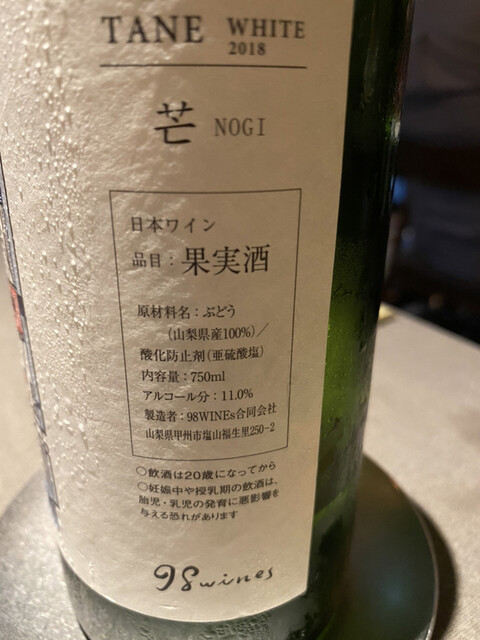 TANE WHITE
2018
芒 NOGI
日本ワイン
品目：果実酒
原材料名：ぶどう
（山梨県産100%）／
酸化防止剤（亜硫酸塩）
内容量：750ml
アルコール分：11.0%
製造者：98WINEs合同会社
山梨県甲州市塩山福生里250-2
○飲酒は20歳になってから
○妊娠中や授乳期の飲酒は、
胎児・乳児の発育に悪影響を
与える恐れがあります
98wines